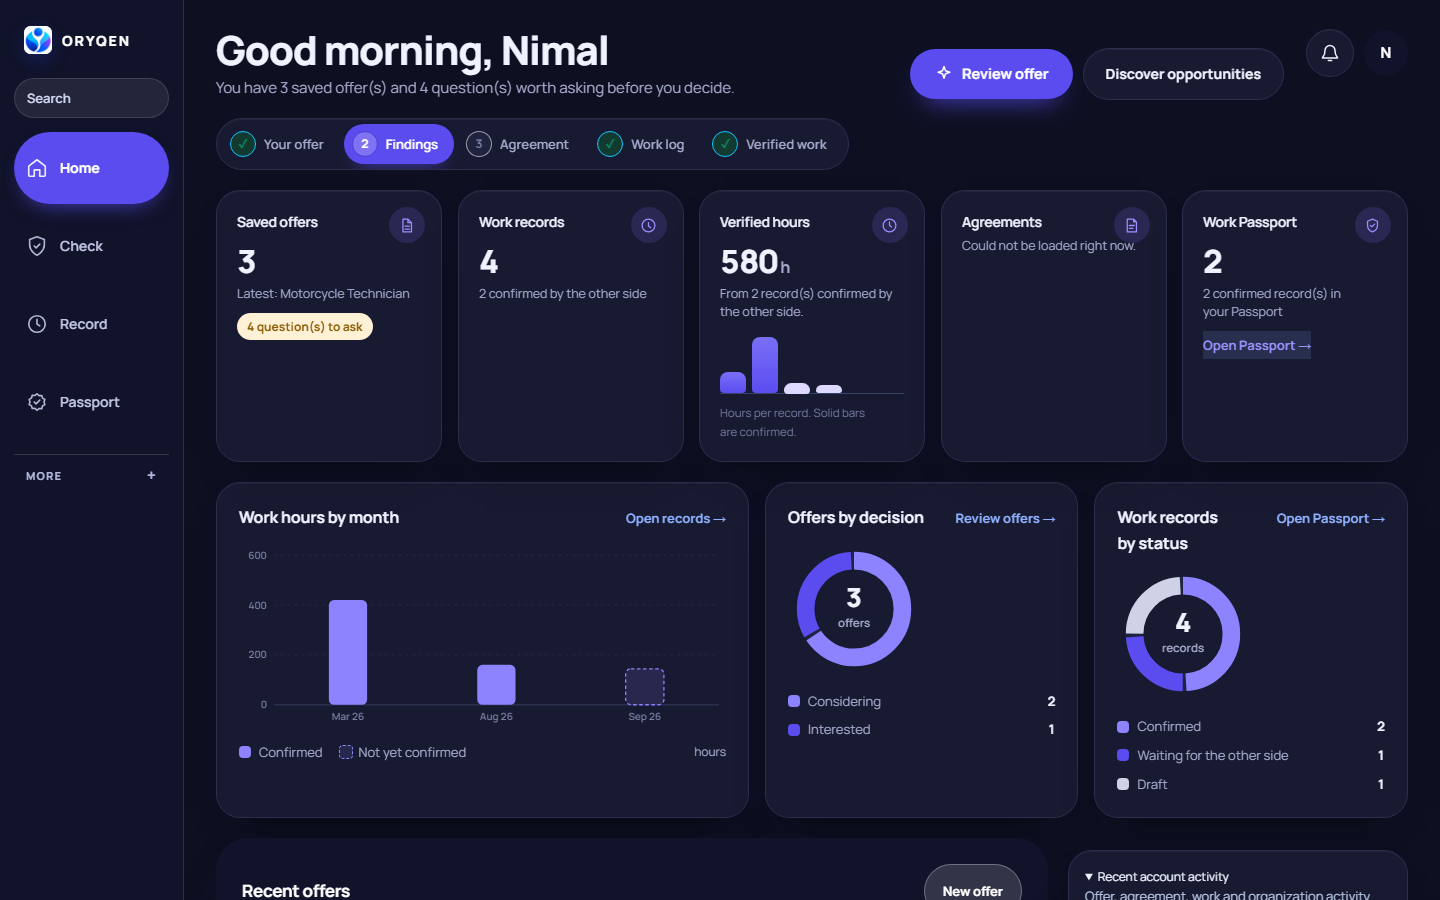 ORYQEN
Search
Home
Check
Record
Passport
MORE +
Good morning, Nimal
You have 3 saved offer(s) and 4 question(s) worth asking before you decide.
Review offer
Discover opportunities
N
✓ Your offer
2 Findings
3 Agreement
✓ Work log
✓ Verified work
Saved offers
3
Latest: Motorcycle Technician
4 question(s) to ask
Work records
4
2 confirmed by the other side
Verified hours
580h
From 2 record(s) confirmed by
the other side.
Hours per record. Solid bars
are confirmed.
Agreements
Could not be loaded right now.
Work Passport
2
2 confirmed record(s) in
your Passport
Open Passport →
Work hours by month
Open records →
600
400
200
0
Mar 26
Aug 26
Sep 26
Confirmed
Not yet confirmed
hours
Offers by decision
Review offers →
3
offers
Considering 2
Interested 1
Work records
by status
Open Passport →
4
records
Confirmed 2
Waiting for the other side 1
Draft 1
Recent offers
New offer
▼ Recent account activity
Offer, agreement, work and organization activity